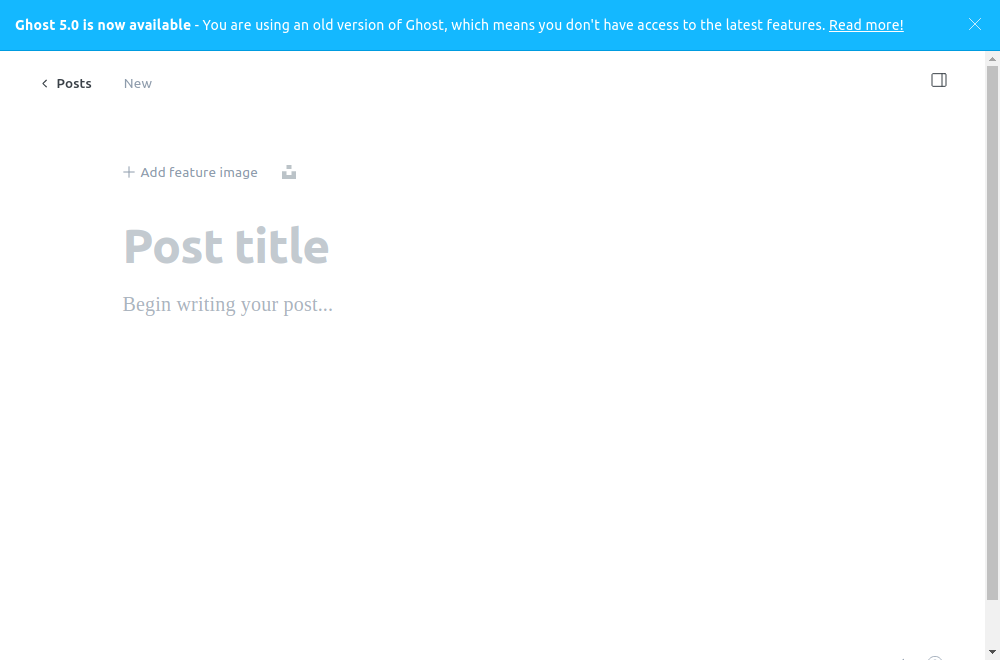 Ghost 5.0 is now available - You are using an old version of Ghost, which means you don't have access to the latest features. Read more!
Posts New
Add feature image
Post title
Begin writing your post...